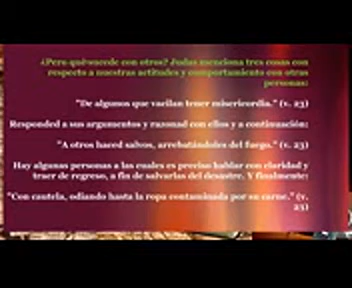 ¿Pero qué sucede con otros? Judas menciona tres cosas con
respecto a nuestras actitudes y comportamiento con otras
personas:
"De algunos que vacilan tener misericordia." (v. 23)
Responded a sus argumentos y razonad con ellos y a continuación:
"A otros haced salvos, arrebatándolos del fuego." (v. 23)
Hay algunas personas a las cuales es preciso hablar con claridad y
traer de regreso, a fin de salvarlas del desastre. Y finalmente:
"Con cautela, odiando hasta la ropa contaminada por su carne." (v.
23)